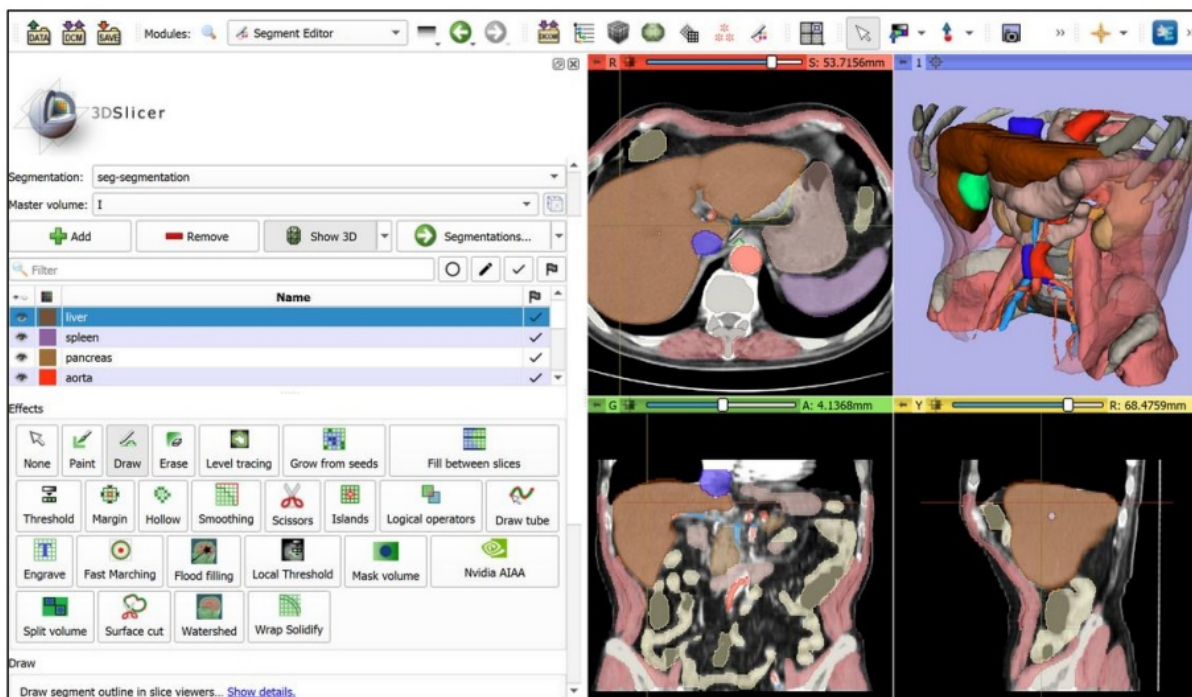 DATA DCM SAVE Modules: Segment Editor DICOM »
R S: 53.7156mm 1
3DSlicer
Segmentation: seg-segmentation
Master volume: I
Add Remove Show 3D Segmentations...
Filter
Name
liver
spleen
pancreas
aorta
G A: 4.1368mm Y R: 68.4759mm
Effects
None Paint Draw Erase Level tracing Grow from seeds Fill between slices
Threshold Margin Hollow Smoothing Scissors Islands Logical operators Draw tube
Engrave Fast Marching Flood filling Local Threshold Mask volume Nvidia AIAA
Split volume Surface cut Watershed Wrap Solidify
Draw
Draw segment outline in slice viewers... Show details.